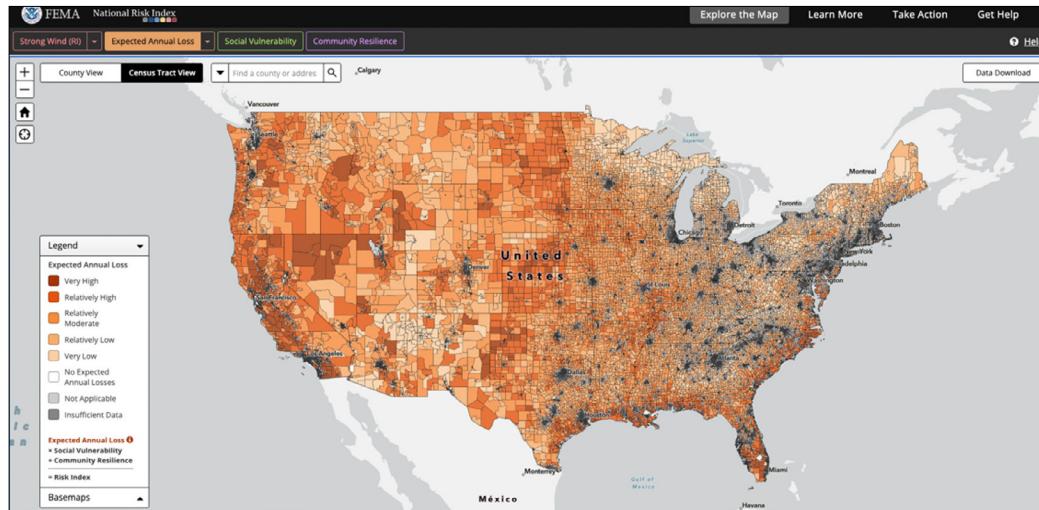 FEMA
National Risk Index
Explore the Map
Learn More
Take Action
Get Help
Strong Wind (RI)
Expected Annual Loss
Social Vulnerability
Community Resilience
County View
Census Tract View
Find a county or addres
Data Download
Calgary
Vancouver
Seattle
Lake
Superior
Montreal
Toronto
Boston
Chicago
Detroit
New York
United
States
Denver
St Louis
Washington
San Francisco
Angeles
Dallas
Houston
Miami
Monterrey
Gulf of
Mexico
México
Havana
Legend
Expected Annual Loss
Very High
Relatively High
Relatively
Moderate
Relatively Low
Very Low
No Expected
Annual Losses
Not Applicable
Insufficient Data
Expected Annual Loss
× Social Vulnerability
÷ Community Resilience
= Risk Index
Basemaps